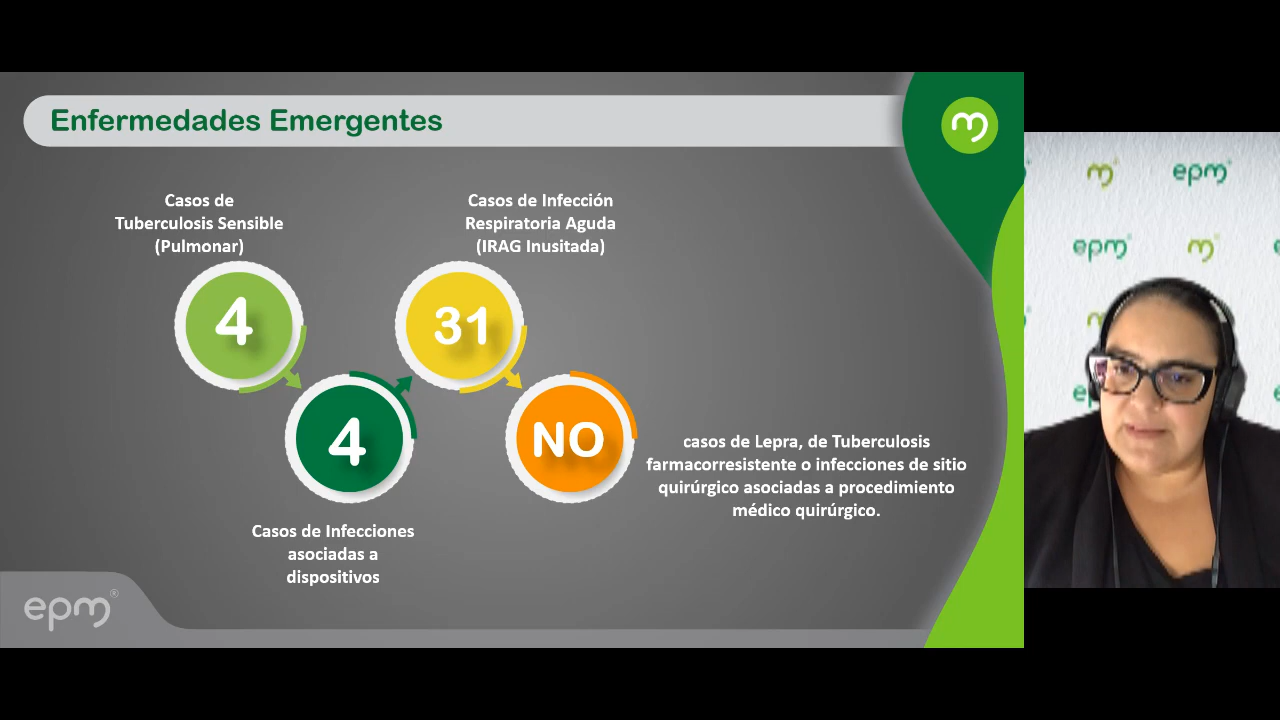 Enfermedades Emergentes
m
Casos de
Tuberculosis Sensible
(Pulmonar)
4
4
Casos de Infecciones
asociadas a
dispositivos
Casos de Infección
Respiratoria Aguda
(IRAG Inusitada)
31
NO
casos de Lepra, de Tuberculosis
farmacorresistente o infecciones de sitio
quirúrgico asociadas a procedimiento
médico quirúrgico.
epm®
m epm
epm m